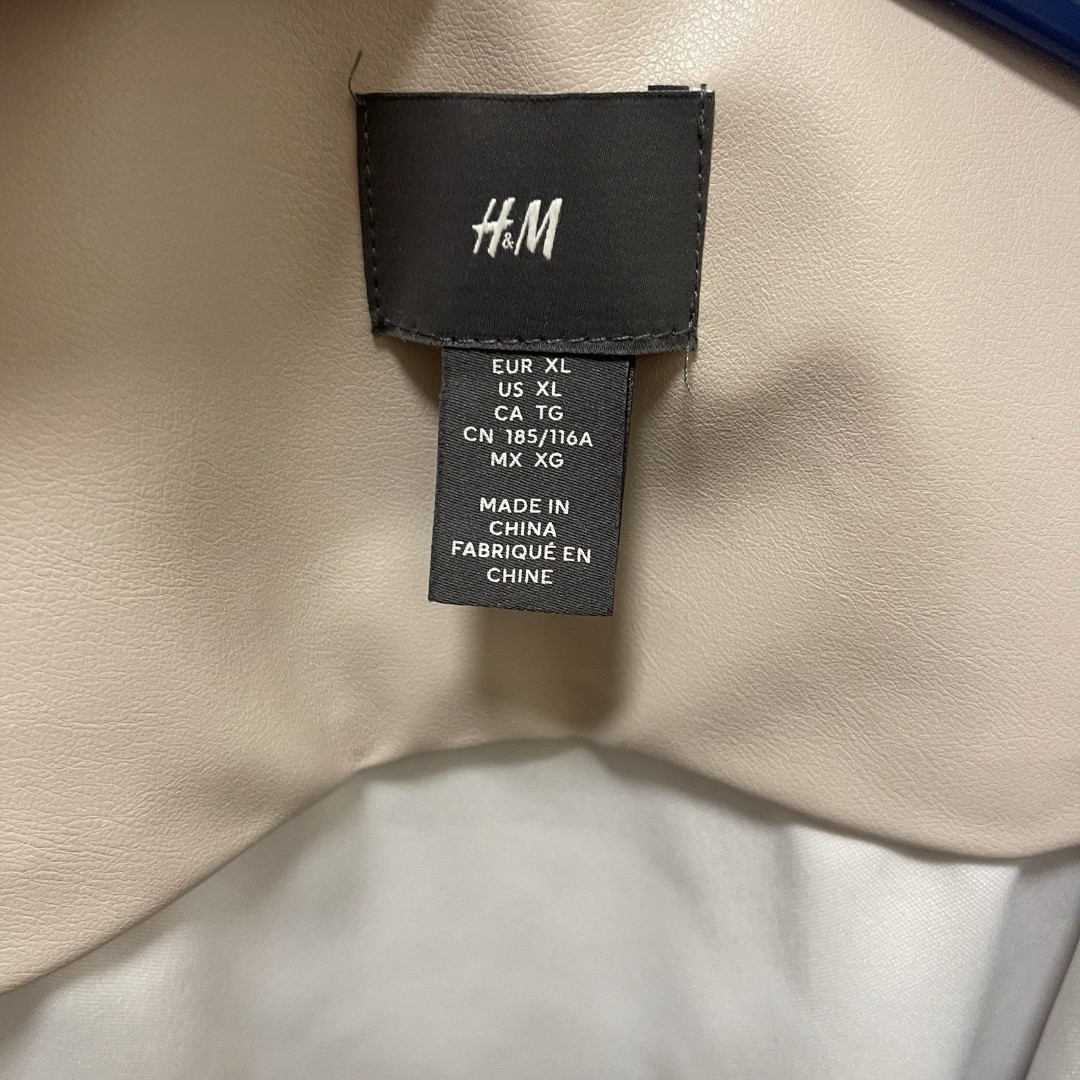 H&M
EUR XL
US XL
CA TG
CN 185/116A
MX XG
MADE IN
CHINA
FABRIQUÉ EN
CHINE